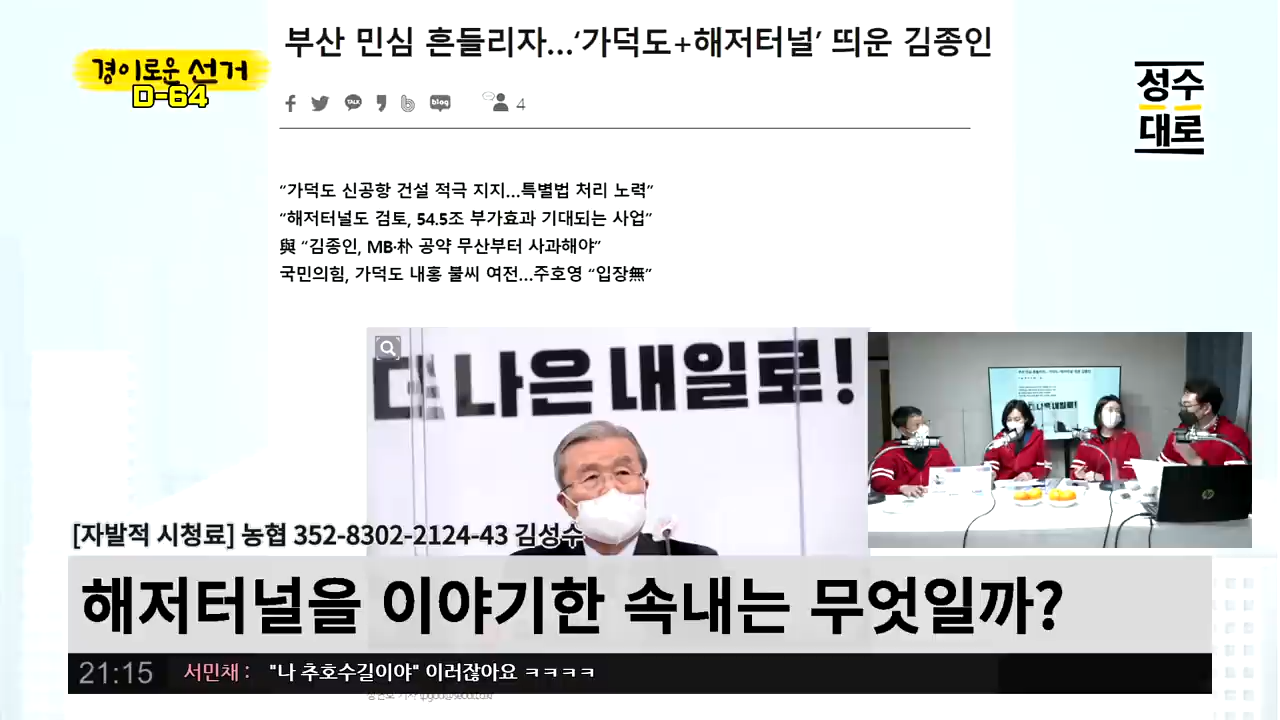 부산 민심 흔들리자...‘가덕도+해저터널’ 띄운 김종인
경이로운 선거
D-64
성수
대로
TALK
blog
4
“가덕도 신공항 건설 적극 지지...특별법 처리 노력”
“해저터널도 검토, 54.5조 부가효과 기대되는 사업”
與 “김종인, MB·朴 공약 무산부터 사과해야”
국민의힘, 가덕도 내홍 불씨 여전...주호영 “입장無”
더 나은 내일로!
[자발적 시청료] 농협 352-8302-2124-43 김성수
해저터널을 이야기한 속내는 무엇일까?
21:15 서민채 : "나 추호수길이야" 이러잖아요 ㅋㅋㅋㅋ